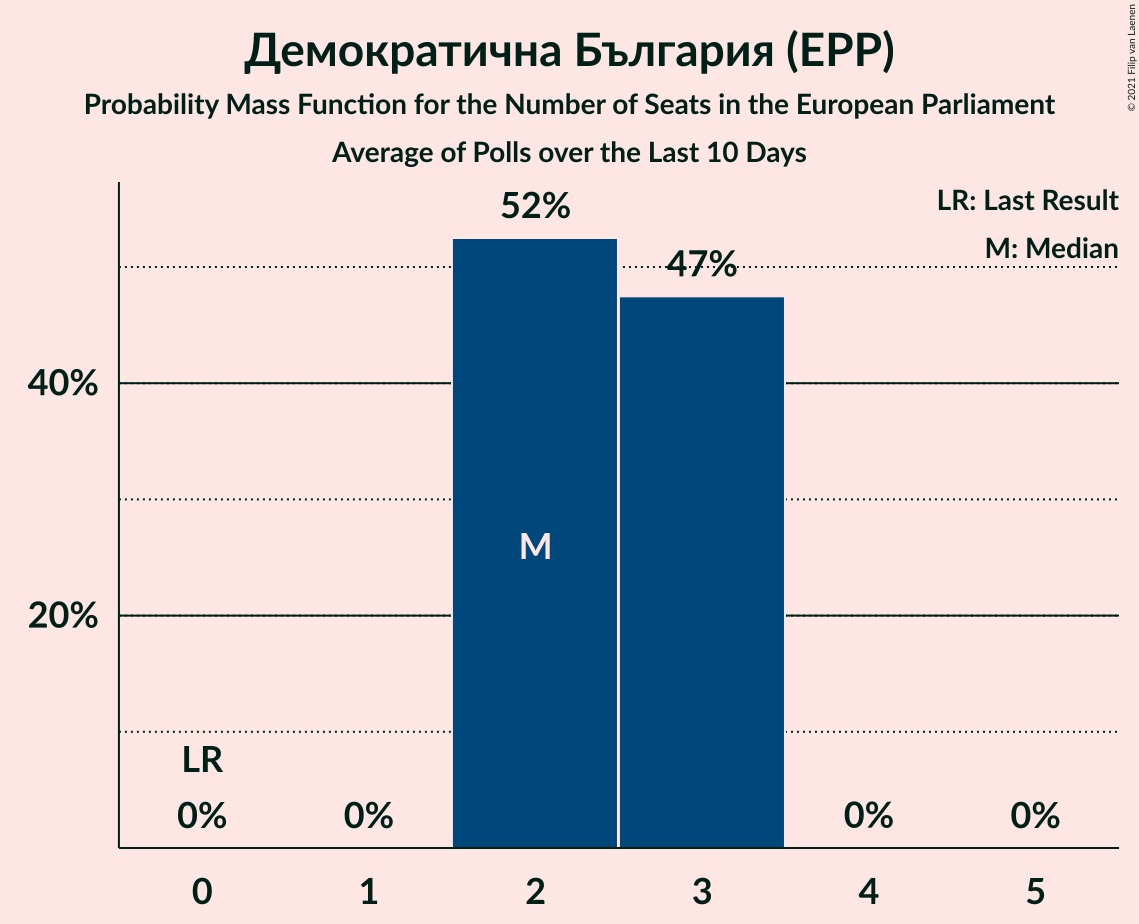 Демократична България (EPP)
Probability Mass Function for the Number of Seats in the European Parliament
Average of Polls over the Last 10 Days
© 2021 Filip van Laenen
LR: Last Result
M: Median
52%
47%
40%
M
20%
LR
0%
0%
0%
0%
0
1
2
3
4
5